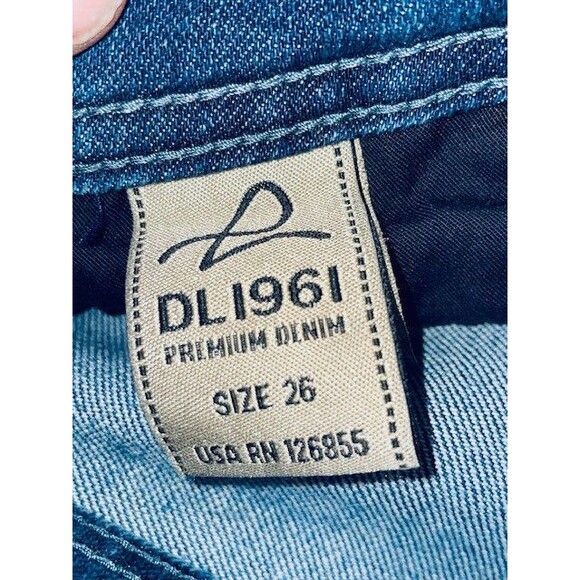 DL1961
PREMIUM DENIM
SIZE 26
USA RN 126855